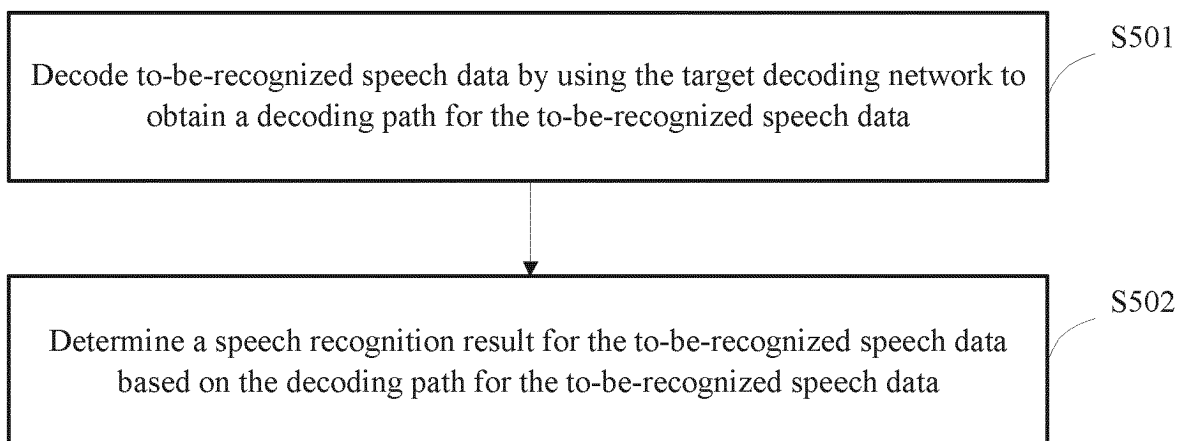 S501
Decode to-be-recognized speech data by using the target decoding network to
obtain a decoding path for the to-be-recognized speech data
S502
Determine a speech recognition result for the to-be-recognized speech data
based on the decoding path for the to-be-recognized speech data